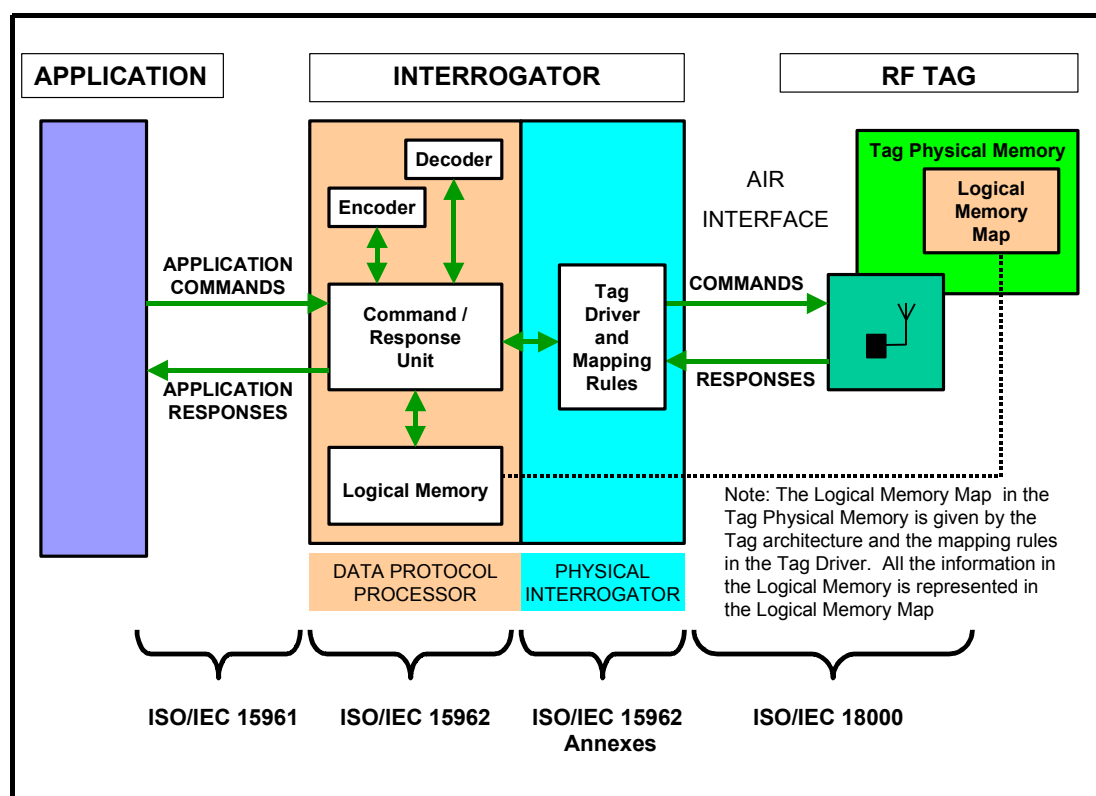 APPLICATION
INTERROGATOR
RF TAG
Decoder
Encoder
Tag Physical Memory
Logical
Memory
Map
AIR
INTERFACE
APPLICATION
COMMANDS
Command /
Response
Unit
Tag
Driver
and
Mapping
Rules
COMMANDS
RESPONSES
APPLICATION
RESPONSES
Logical Memory
Note: The Logical Memory Map in the
Tag Physical Memory is given by the
Tag architecture and the mapping rules
in the Tag Driver. All the information in
the Logical Memory is represented in
the Logical Memory Map
DATA PROTOCOL
PROCESSOR
PHYSICAL
INTERROGATOR
ISO/IEC 15961
ISO/IEC 15962
ISO/IEC 15962
Annexes
ISO/IEC 18000